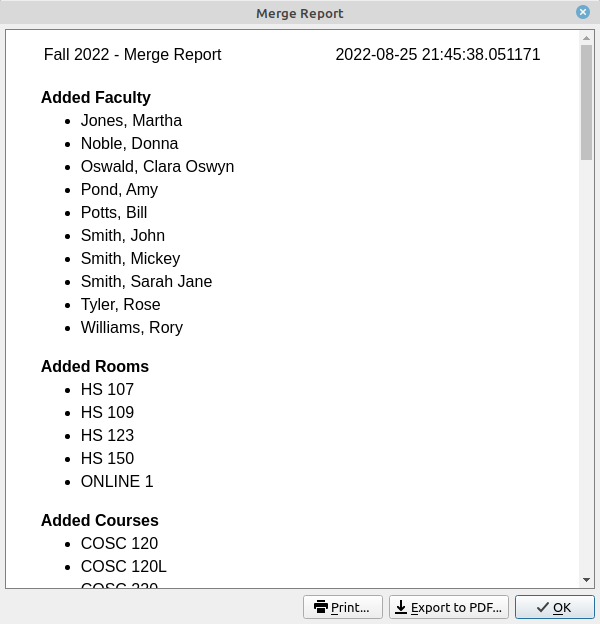 Merge Report
Fall 2022 - Merge Report 2022-08-25 21:45:38.051171
Added Faculty
• Jones, Martha
• Noble, Donna
• Oswald, Clara Oswyn
• Pond, Amy
• Potts, Bill
• Smith, John
• Smith, Mickey
• Smith, Sarah Jane
• Tyler, Rose
• Williams, Rory
Added Rooms
• HS 107
• HS 109
• HS 123
• HS 150
• ONLINE 1
Added Courses
• COSC 120
• COSC 120L
COSC
Print... Export to PDF... OK